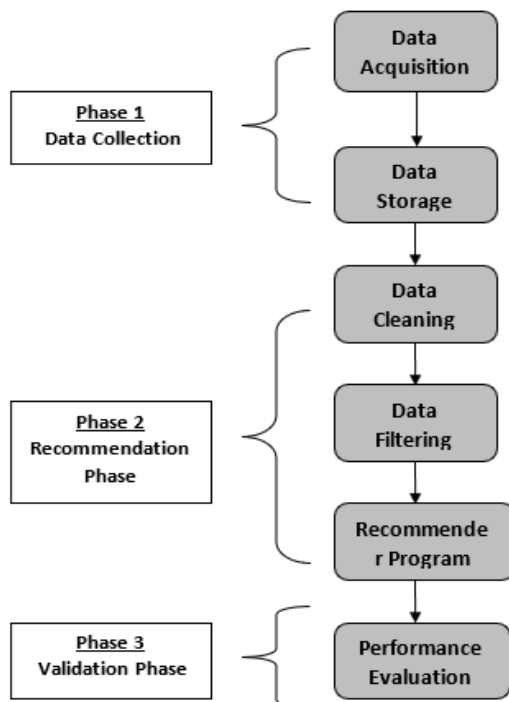 Data
Acquisition
Phase 1
Data Collection
Data
Storage
Data
Cleaning
Phase 2
Recommendation
Phase
Data
Filtering
Recommende
r Program
Phase 3
Validation Phase
Performance
Evaluation